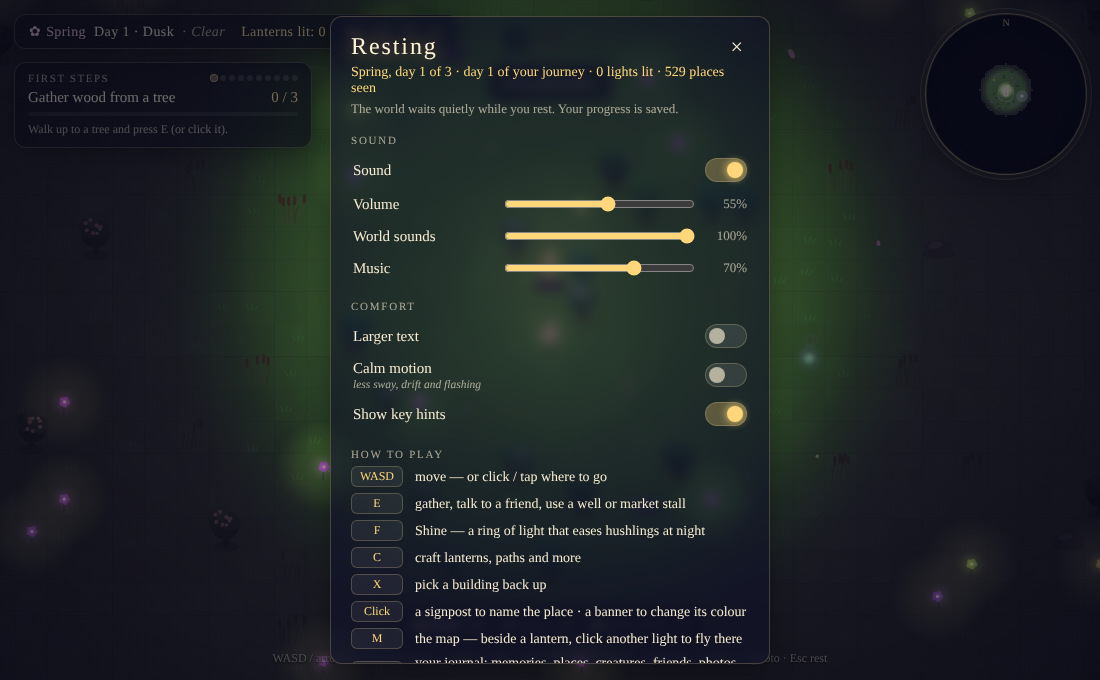 ✿ Spring Day 1 · Dusk · Clear Lanterns lit: 0
FIRST STEPS
Gather wood from a tree 0 / 3
Walk up to a tree and press E (or click it).
N
Resting ×
Spring, day 1 of 3 · day 1 of your journey · 0 lights lit · 529 places
seen
The world waits quietly while you rest. Your progress is saved.
SOUND
Sound
Volume 55%
World sounds 100%
Music 70%
COMFORT
Larger text
Calm motion
less sway, drift and flashing
Show key hints
HOW TO PLAY
WASD move — or click / tap where to go
E gather, talk to a friend, use a well or market stall
F Shine — a ring of light that eases hushlings at night
C craft lanterns, paths and more
X pick a building back up
Click a signpost to name the place · a banner to change its colour
M the map — beside a lantern, click another light to fly there
your journal: memories, places, creatures, friends, photos
WASD / · Esc rest